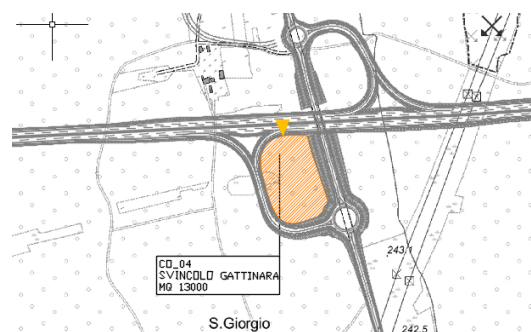 243.1
CO_04
SVINCOLO GATTINARA
MQ 13000
S.Giorgio
242.5